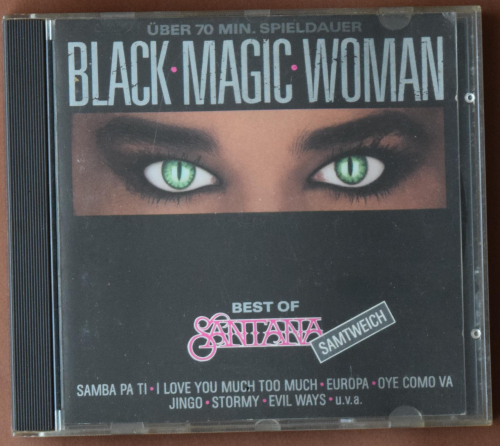 ÜBER 70 MIN. SPIELDAUER
BLACK·MAGIC·WOMAN
BEST OF
SANTANA
SAMTWEICH
SAMBA PA TI · I LOVE YOU MUCH TOO MUCH · EUROPA · OYE COMO VA
JINGO · STORMY · EVIL WAYS · u.v.a.